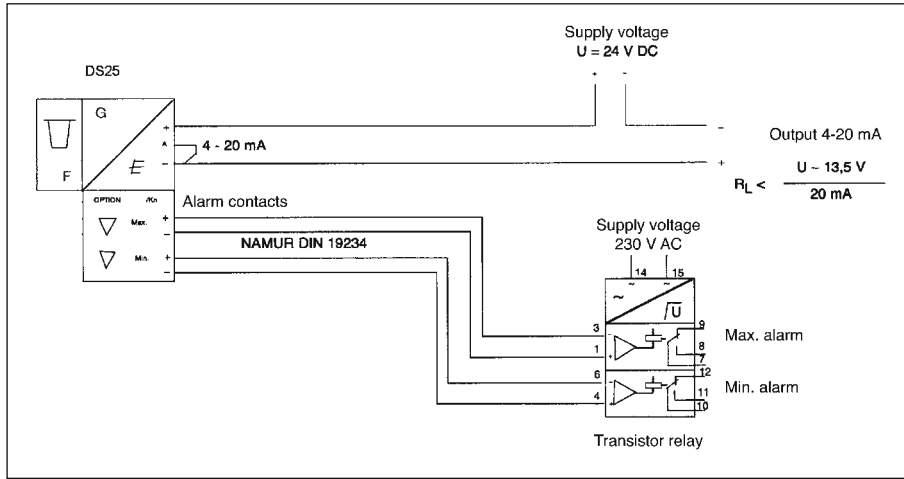 Supply voltage
U = 24 V DC
+ -
DS25
G
F
+
A
-
4 - 20 mA
-
+
Output 4-20 mA
R_L < U - 13,5 V
20 mA
OPTION /Kn
Max. +
-
Min. +
-
Alarm contacts
NAMUR DIN 19234
Supply voltage
230 V AC
~ 14 ~ 15
~
U
3 -
1 +
9
8
7
Max. alarm
6 -
4 +
12
11
10
Min. alarm
Transistor relay